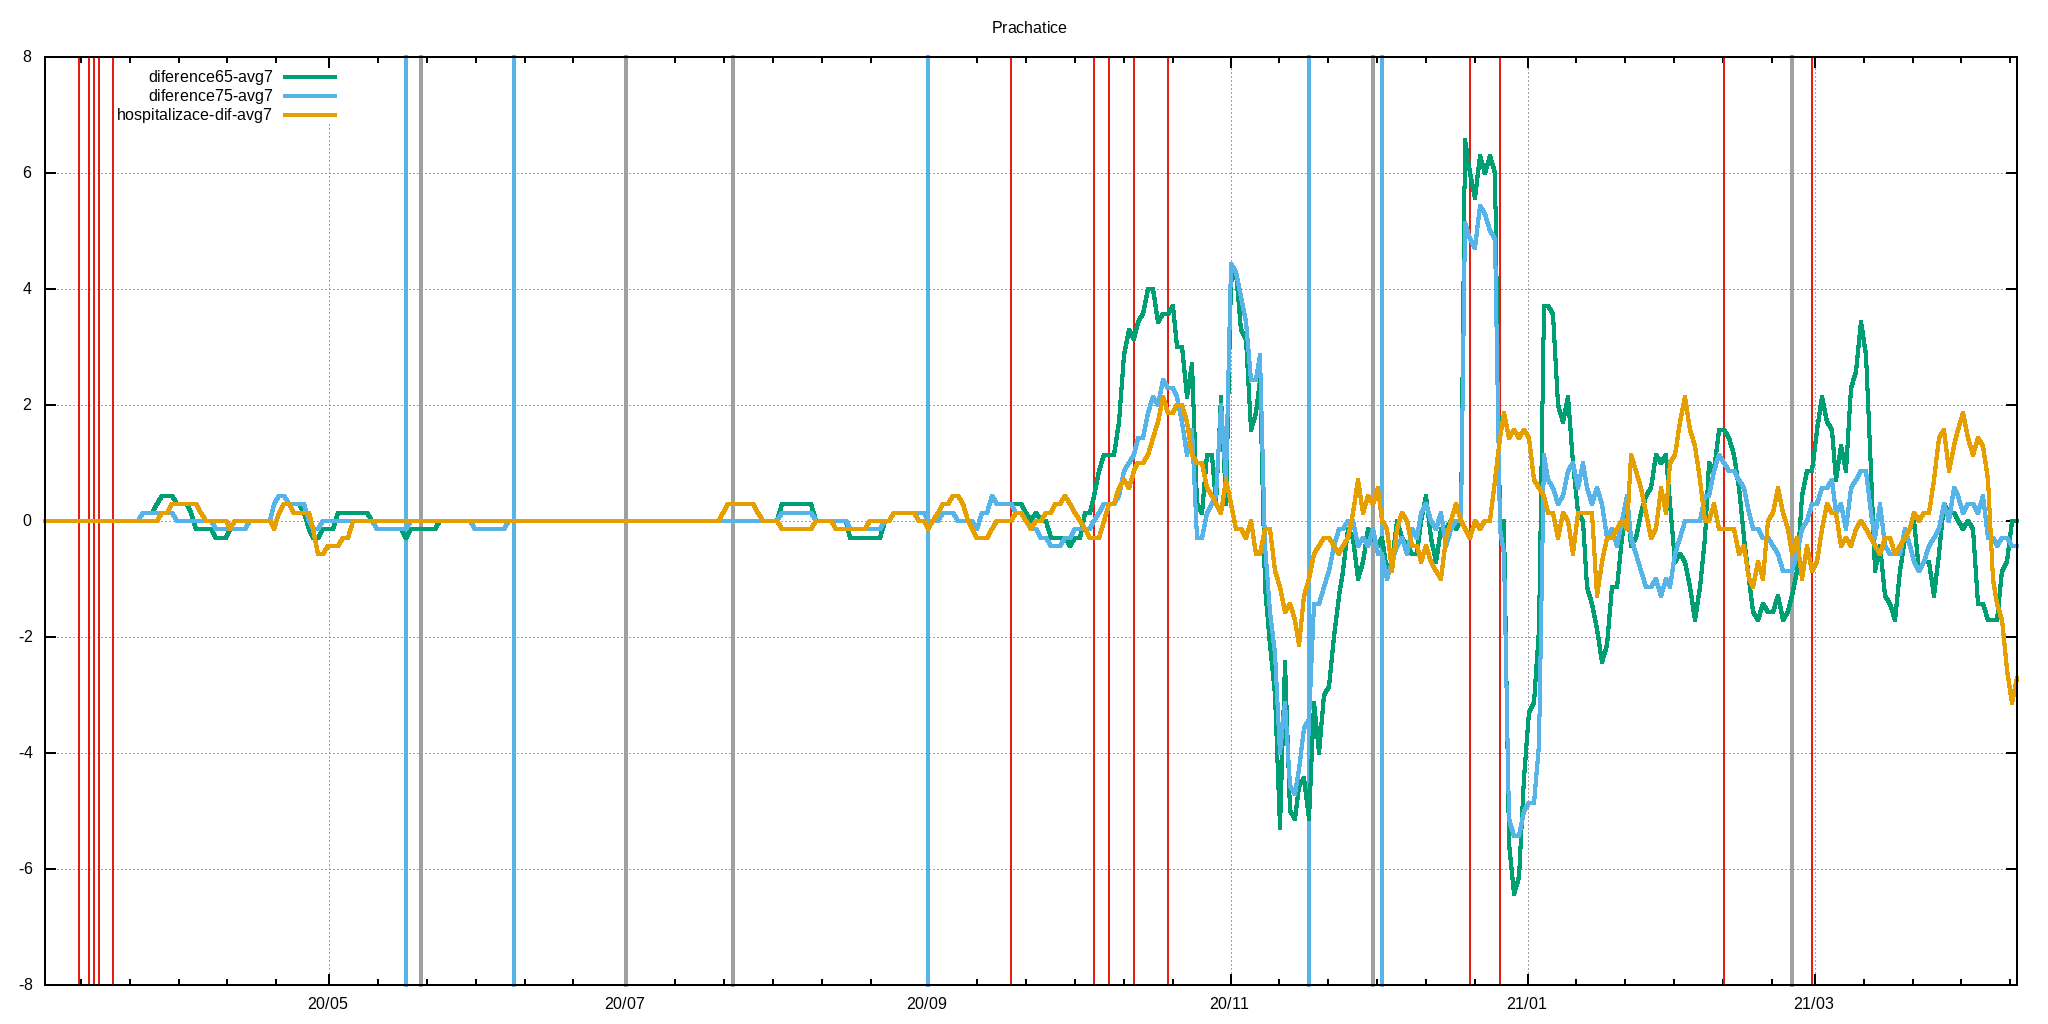 Prachatice
diference65-avg7
diference75-avg7
hospitalizace-dif-avg7
8
6
4
2
0
-2
-4
-6
-8
20/05 20/07 20/09 20/11 21/01 21/03